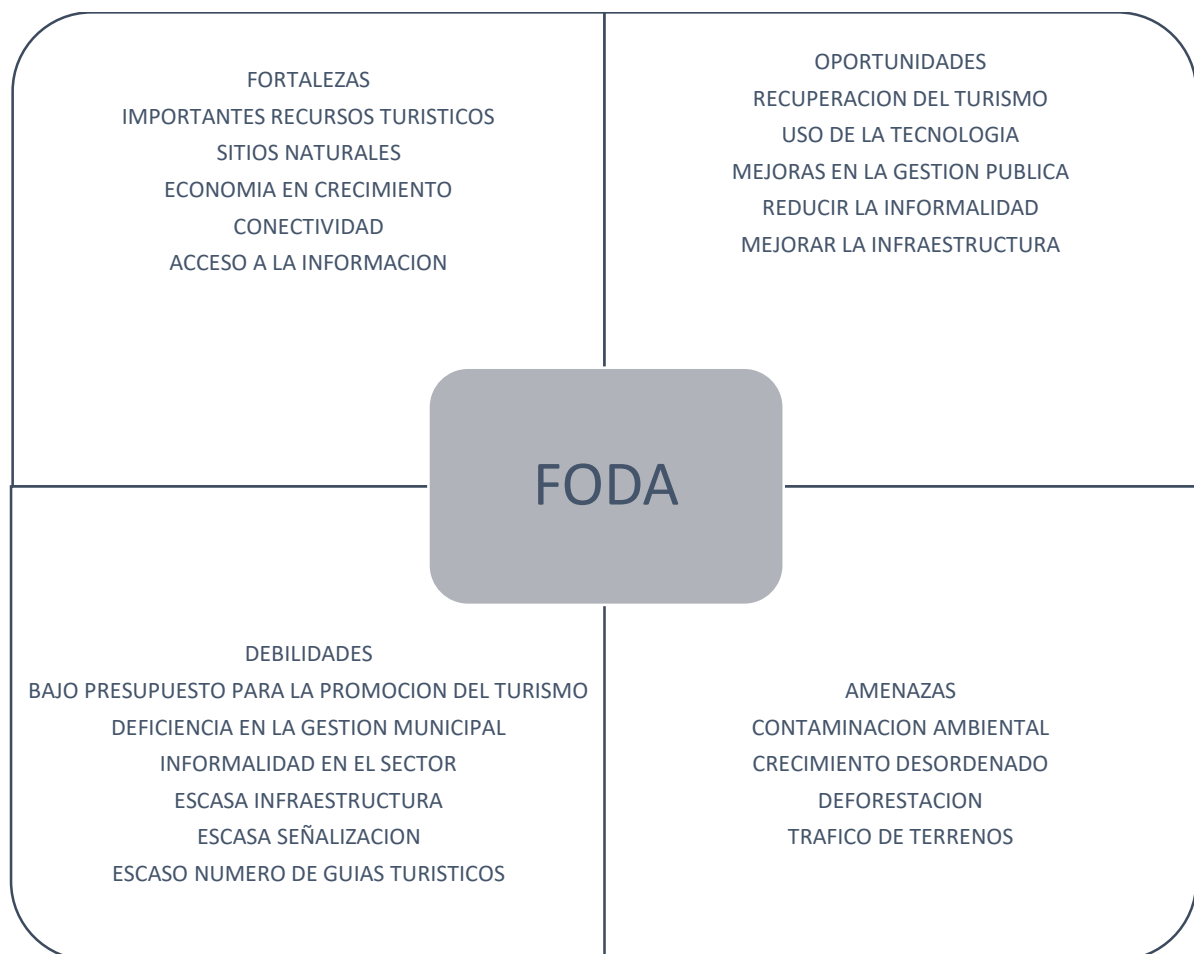 FORTALEZAS
IMPORTANTES RECURSOS TURISTICOS
SITIOS NATURALES
ECONOMIA EN CRECIMIENTO
CONECTIVIDAD
ACCESO A LA INFORMACION
OPORTUNIDADES
RECUPERACION DEL TURISMO
USO DE LA TECNOLOGIA
MEJORAS EN LA GESTION PUBLICA
REDUCIR LA INFORMALIDAD
MEJORAR LA INFRAESTRUCTURA
FODA
DEBILIDADES
BAJO PRESUPUESTO PARA LA PROMOCION DEL TURISMO
DEFICIENCIA EN LA GESTION MUNICIPAL
INFORMALIDAD EN EL SECTOR
ESCASA INFRAESTRUCTURA
ESCASA SEÑALIZACION
ESCASO NUMERO DE GUIAS TURISTICOS
AMENAZAS
CONTAMINACION AMBIENTAL
CRECIMIENTO DESORDENADO
DEFORESTACION
TRAFICO DE TERRENOS